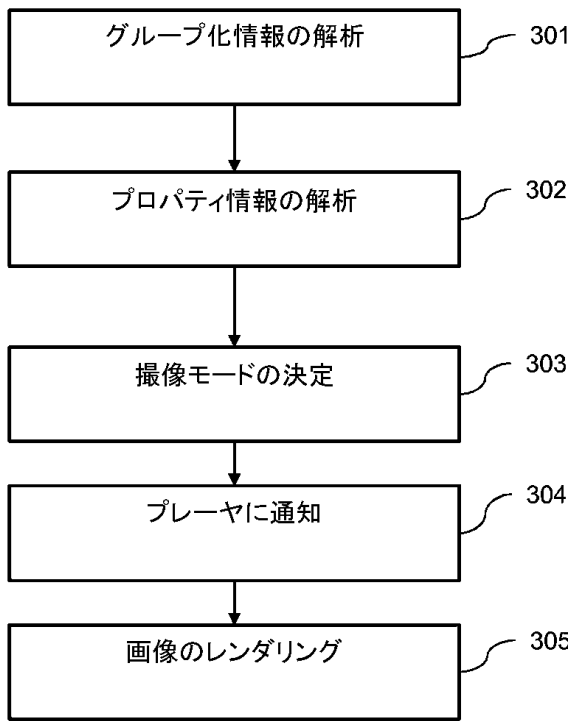 グループ化情報の解析
301
プロパティ情報の解析
302
撮像モードの決定
303
プレーヤに通知
304
画像のレンダリング
305